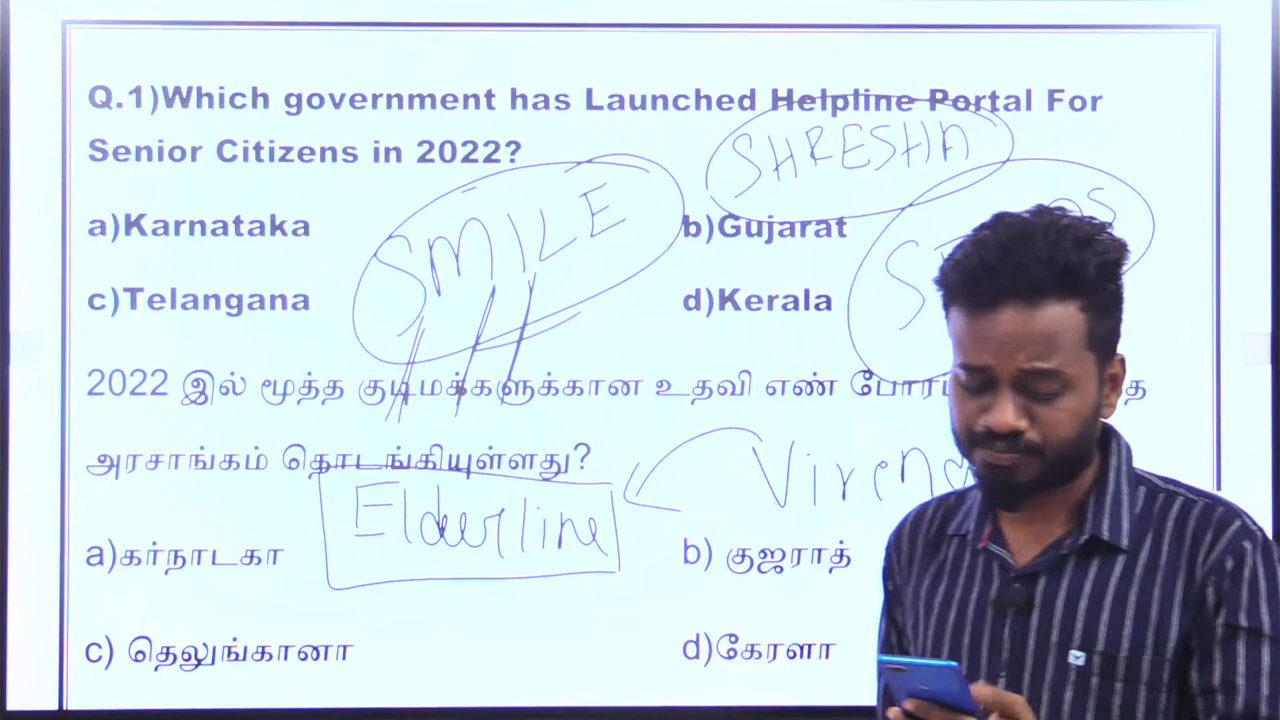 Q.1)Which government has Launched Helpline Portal For
Senior Citizens in 2022?
SHRESHA
SMILE
a)Karnataka
b)Gujarat
c)Telangana
d)Kerala
2022 இல் மூத்த குடிமக்களுக்கான உதவி எண்
அரசாங்கம் தொடங்கியுள்ளது?
Elderline
a)கர்நாடகா
b) குஜராத்
c) தெலுங்கானா
d)கேரளா